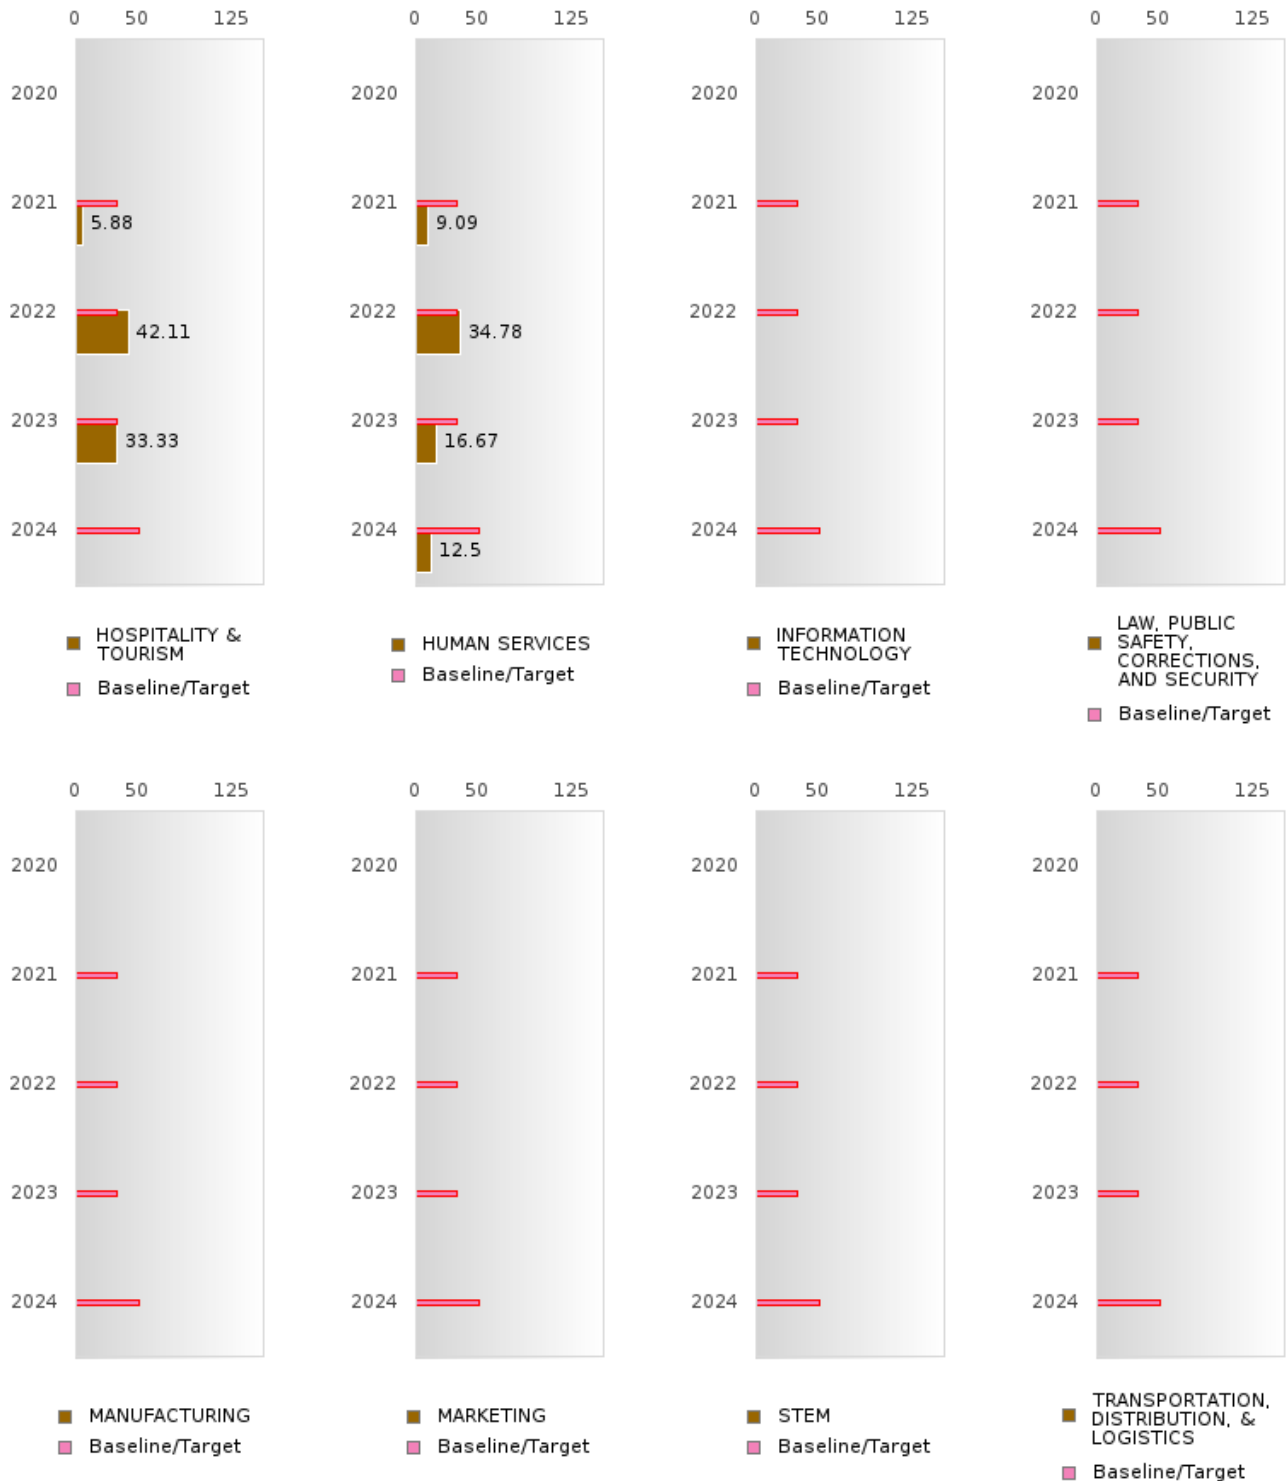 0 50 125
0 50 125
0 50 125
0 50 125
2020
2021
5.88
2022
42.11
2023
33.33
2024
HOSPITALITY &
TOURISM
Baseline/Target
2020
2021
9.09
2022
34.78
2023
16.67
2024
12.5
HUMAN SERVICES
Baseline/Target
2020
2021
2022
2023
2024
INFORMATION
TECHNOLOGY
Baseline/Target
2020
2021
2022
2023
2024
LAW, PUBLIC
SAFETY,
CORRECTIONS,
AND SECURITY
Baseline/Target
0 50 125
0 50 125
0 50 125
0 50 125
2020
2021
2022
2023
2024
MANUFACTURING
Baseline/Target
2020
2021
2022
2023
2024
MARKETING
Baseline/Target
2020
2021
2022
2023
2024
STEM
Baseline/Target
2020
2021
2022
2023
2024
TRANSPORTATION,
DISTRIBUTION, &
LOGISTICS
Baseline/Target